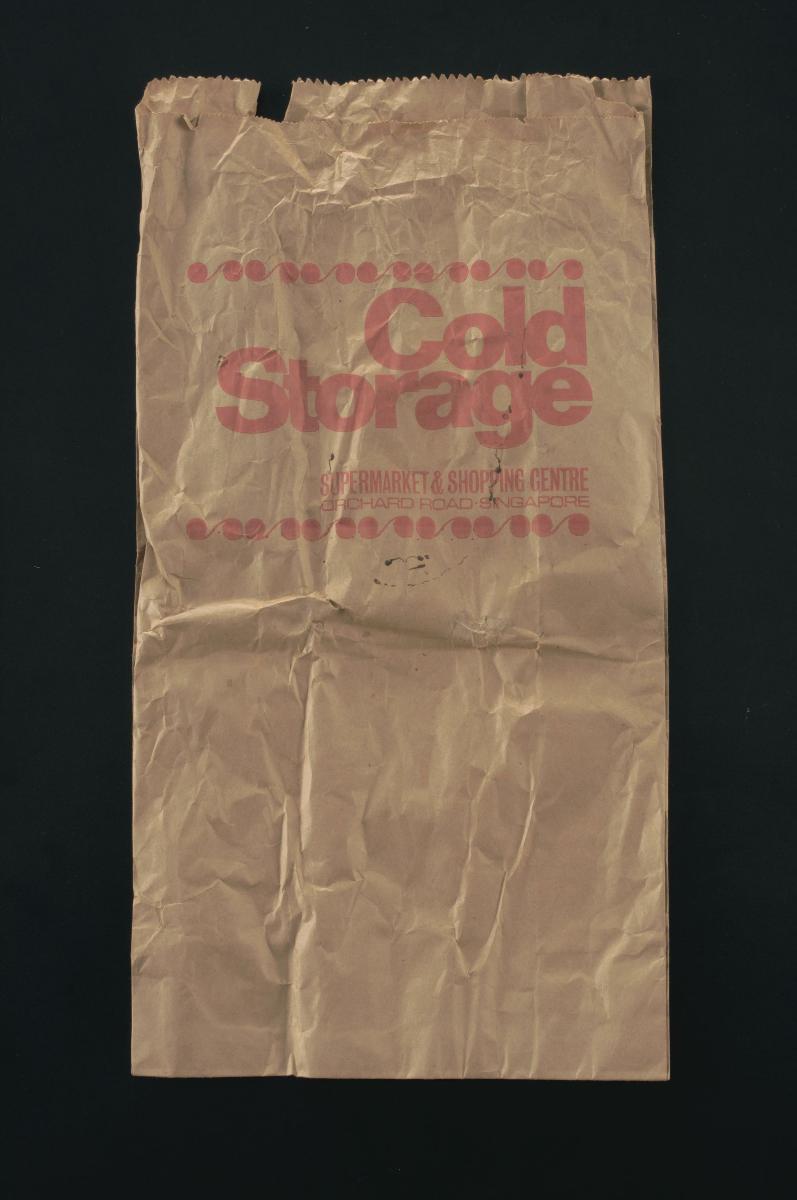 Cold
Storage
SUPERMARKET & SHOPPING CENTRE
ORCHARD ROAD·SINGAPORE